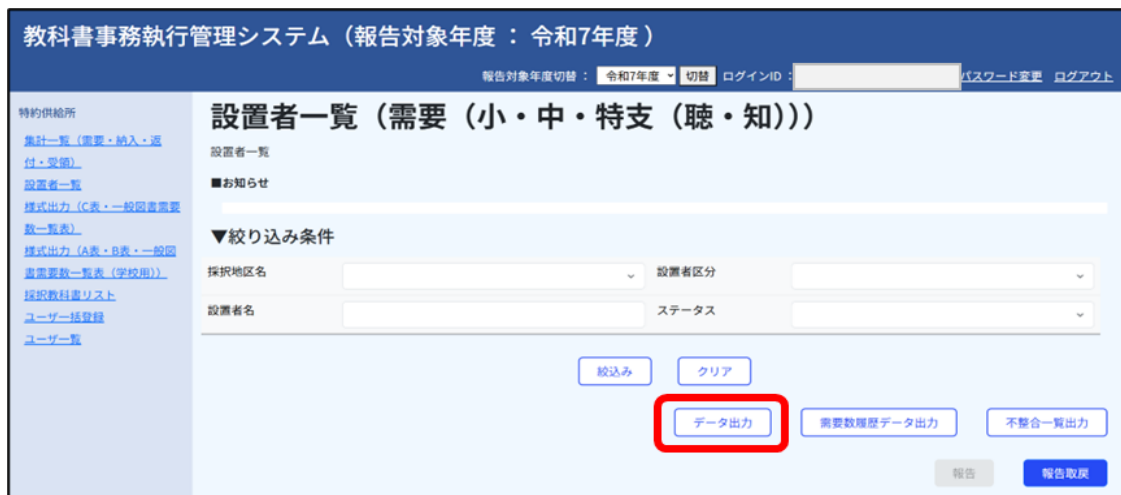 教科書事務執行管理システム（報告対象年度 ： 令和7年度 ）
報告対象年度切替 ： 令和7年度 切替 ログインID ： パスワード変更 ログアウト
特約供給所
集計一覧（需要・納入・返
付・受領）
設置者一覧
様式出力（C表・一般図書需要
数一覧表）
様式出力（A表・B表・一般図
書需要数一覧表（学校用））
採択教科書リスト
ユーザー括登録
ユーザ一覧
設置者一覧（需要（小・中・特支（聴・知）））
設置者一覧
■お知らせ
▼絞り込み条件
採択地区名 設置者区分
設置者名 ステータス
絞込み クリア
データ出力 需要数履歴データ出力 不整合一覧出力
報告 報告取戻